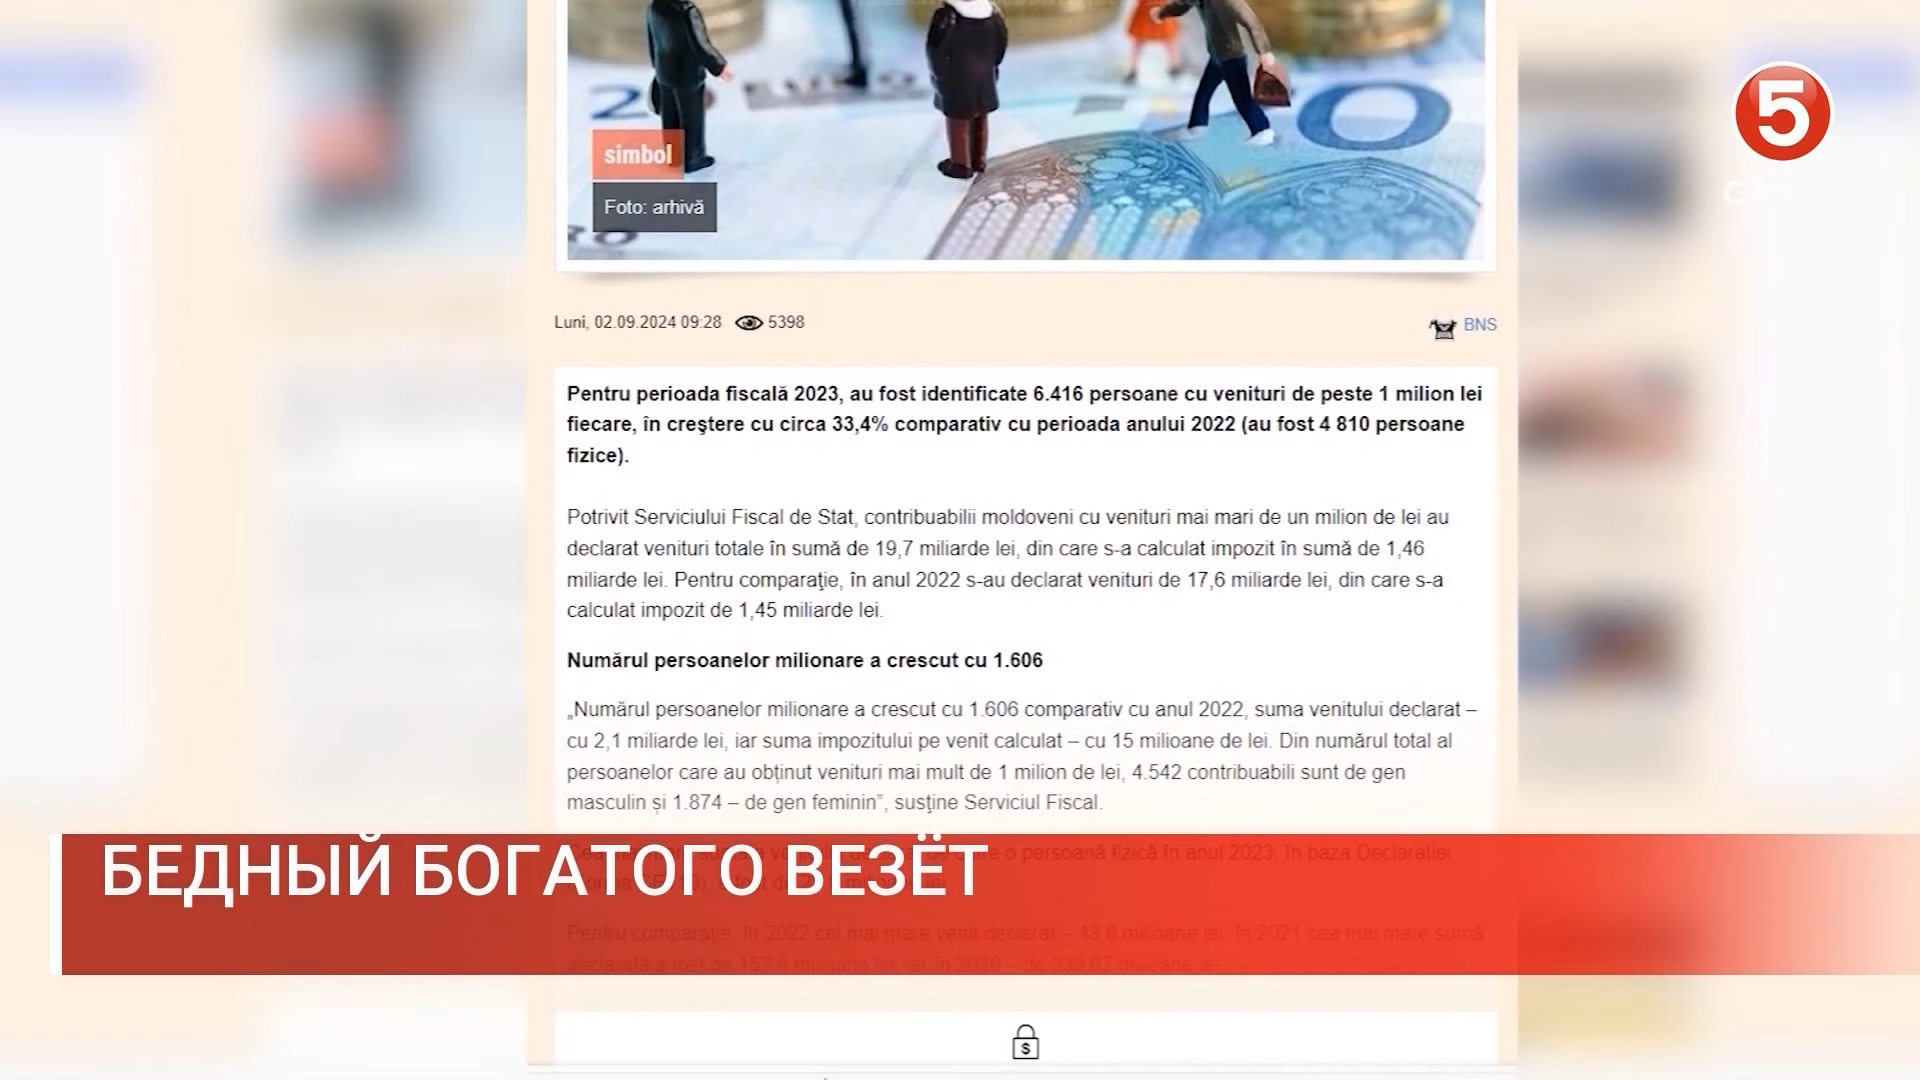 simbol
Foto: arhivă
5
Luni, 02.09.2024 09:28 5398
BNS
Pentru perioada fiscală 2023, au fost identificate 6.416 persoane cu venituri de peste 1 milion lei
fiecare, în creştere cu circa 33,4% comparativ cu perioada anului 2022 (au fost 4 810 persoane
fizice).
Potrivit Serviciului Fiscal de Stat, contribuabilii moldoveni cu venituri mai mari de un milion de lei au
declarat venituri totale în sumă de 19,7 miliarde lei, din care s-a calculat impozit în sumă de 1,46
miliarde lei. Pentru comparaţie, în anul 2022 s-au declarat venituri de 17,6 miliarde lei, din care s-a
calculat impozit de 1,45 miliarde lei.
Numărul persoanelor milionare a crescut cu 1.606
„Numărul persoanelor milionare a crescut cu 1.606 comparativ cu anul 2022, suma venitului declarat –
cu 2,1 miliarde lei, iar suma impozitului pe venit calculat – cu 15 milioane de lei. Din numărul total al
persoanelor care au obținut venituri mai mult de 1 milion de lei, 4.542 contribuabili sunt de gen
masculin și 1.874 – de gen feminin”, susţine Serviciul Fiscal.
БЕДНЫЙ БОГАТОГО ВЕЗЁТ
o persoană fizică în anul 2023, în baza Declarației
Pentru comparație, în 2022 cel mai mare venit declarat – 43,8 milioane lei, în 2021 cea mai mare sumă
declarată a fost de 153,6 milioane lei, iar în 2020 – de 339,67 milioane